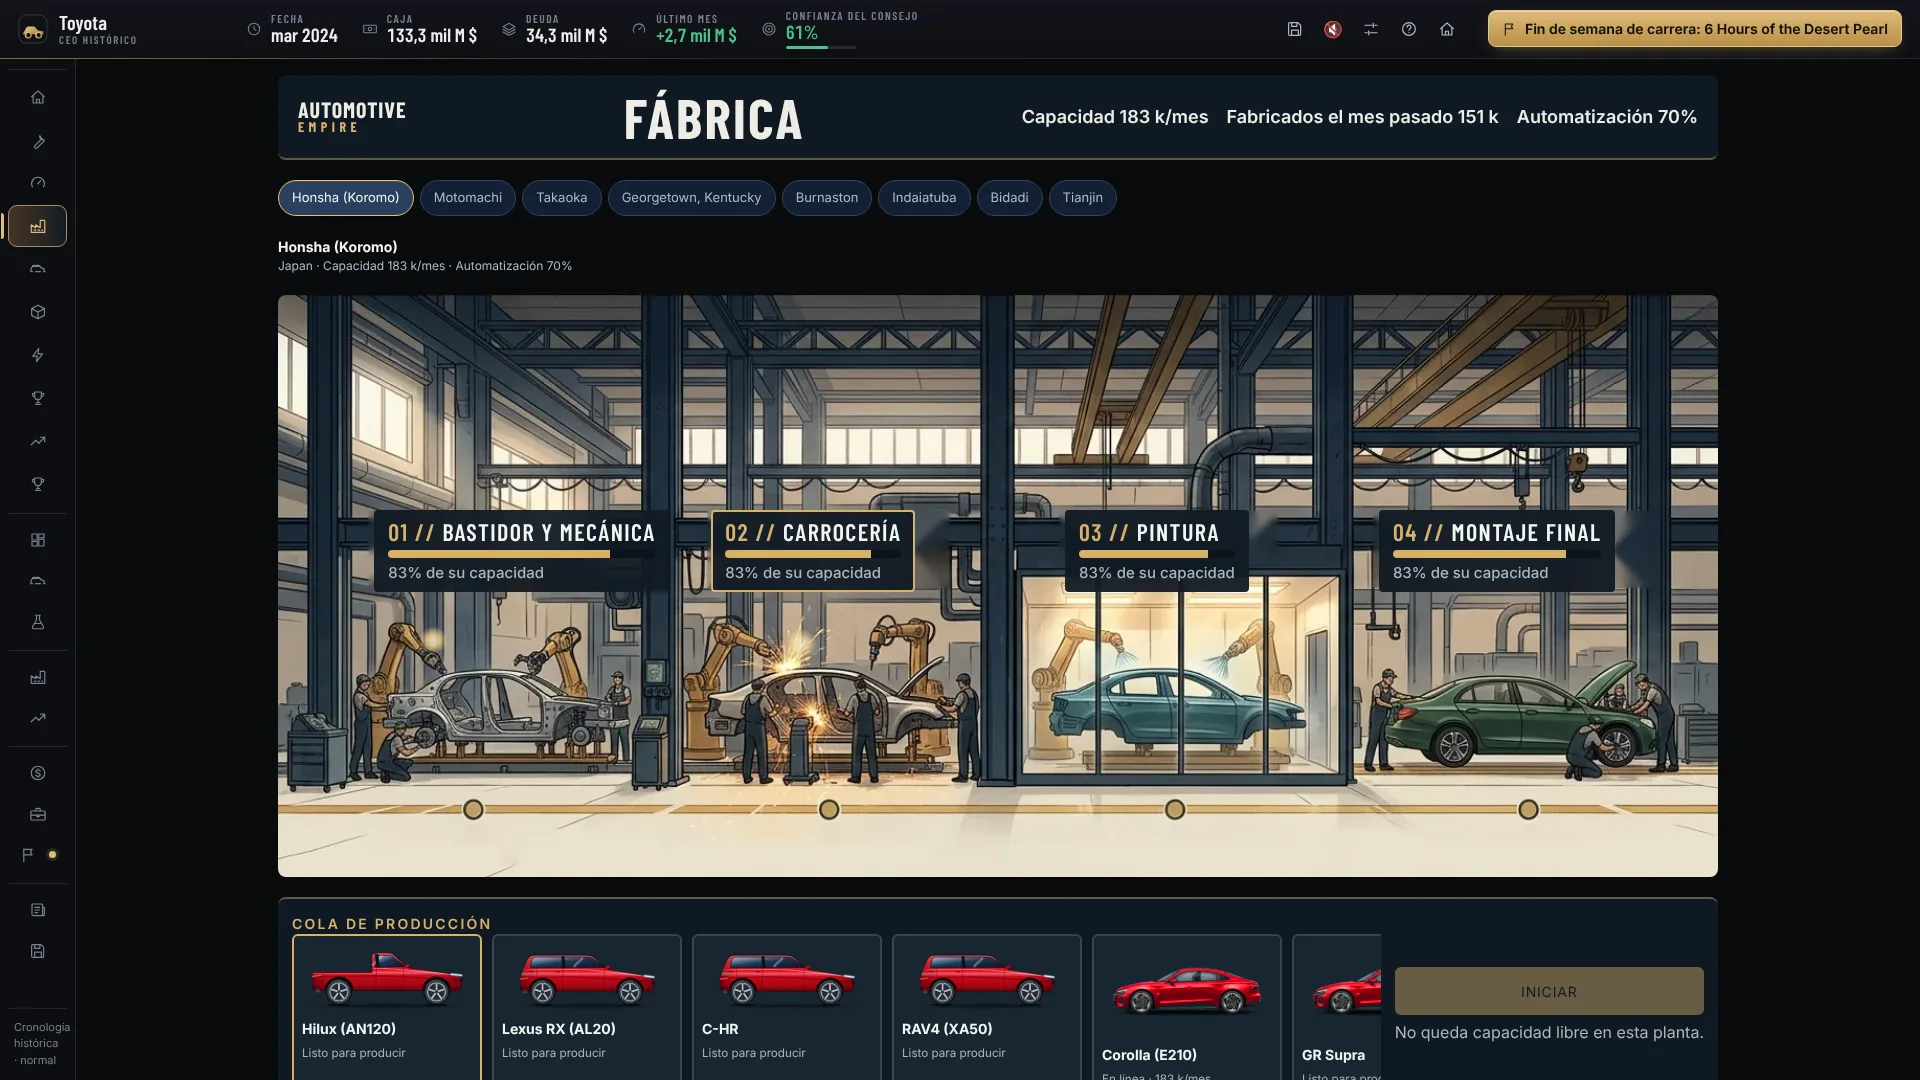 Toyota
CEO HISTÓRICO
FECHA
mar 2024
CAJA
133,3 mil M $
DEUDA
34,3 mil M $
ÚLTIMO MES
+2,7 mil M $
CONFIANZA DEL CONSEJO
61%
Fin de semana de carrera: 6 Hours of the Desert Pearl
AUTOMOTIVE
EMPIRE
FÁBRICA
Capacidad 183 k/mes
Fabricados el mes pasado 151 k
Automatización 70%
Honsha (Koromo)
Motomachi
Takaoka
Georgetown, Kentucky
Burnaston
Indaiatuba
Bidadi
Tianjin
Honsha (Koromo)
Japan · Capacidad 183 k/mes · Automatización 70%
01 // BASTIDOR Y MECÁNICA
83% de su capacidad
02 // CARROCERÍA
83% de su capacidad
03 // PINTURA
83% de su capacidad
04 // MONTAJE FINAL
83% de su capacidad
COLA DE PRODUCCIÓN
Hilux (AN120)
Listo para producir
Lexus RX (AL20)
Listo para producir
C-HR
Listo para producir
RAV4 (XA50)
Listo para producir
Corolla (E210)
En línea · 183 k/mes
GR Supra
Listo para
INICIAR
No queda capacidad libre en esta planta.
Cronología
histórica
· normal